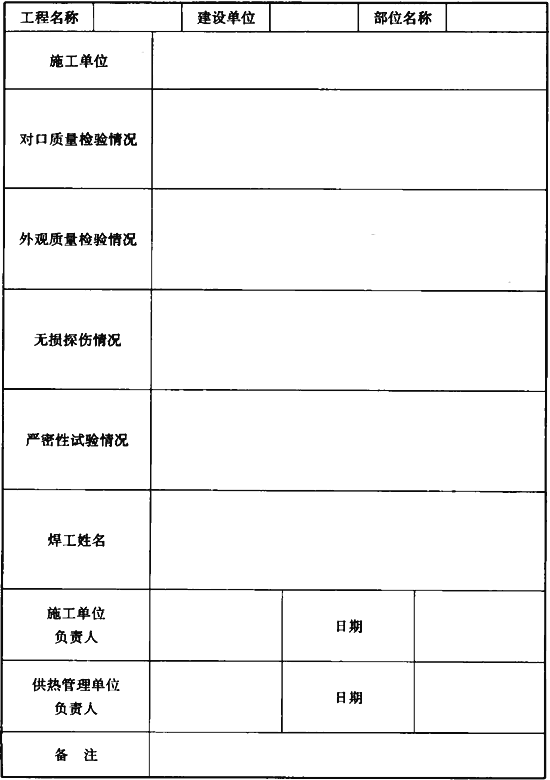 工程名称 建设单位 部位名称
施工单位
对口质量检验情况
外观质量检验情况
无损探伤情况
严密性试验情况
焊工姓名
施工单位
负责人 日期
供热管理单位
负责人 日期
备 注